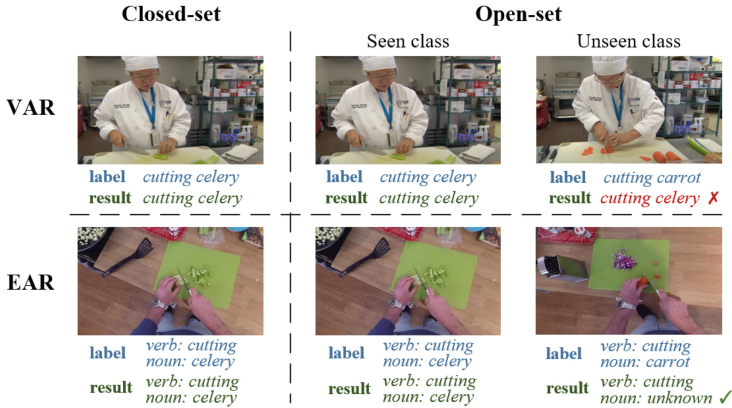 Closed-set
Open-set
Seen class
Unseen class
VAR
label cutting celery
result cutting celery
label cutting celery
result cutting celery
label cutting carrot
result cutting celery ✗
EAR
label verb: cutting
noun: celery
result verb: cutting
noun: celery
label verb: cutting
noun: celery
result verb: cutting
noun: celery
label verb: cutting
noun: carrot
result verb: cutting
noun: unknown ✓